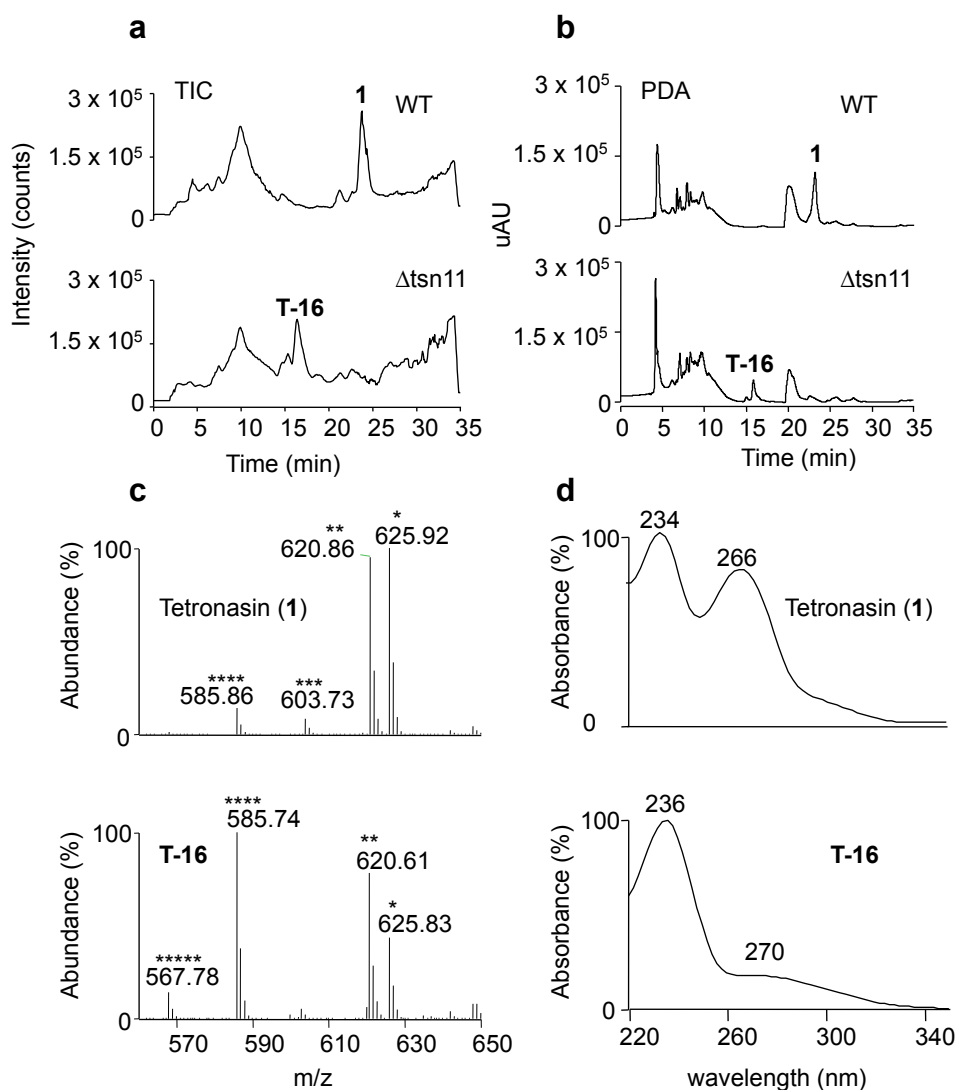 a
b
TIC
1
WT
PDA
1
WT
3 x 10⁵
1.5 x 10⁵
0
3 x 10⁵
1.5 x 10⁵
0
Intensity (counts)
uAU
Δtsn11
T-16
3 x 10⁵
1.5 x 10⁵
0
Δtsn11
T-16
3 x 10⁵
1.5 x 10⁵
0
0 5 10 15 20 25 30 35
Time (min)
0 5 10 15 20 25 30 35
Time (min)
c
d
Abundance (%)
100
0
Tetronasin (1)
****
585.86
***
603.73
**
620.86
*
625.92
Absorbance (%)
100
0
234
266
Tetronasin (1)
Abundance (%)
100
0
T-16
*****
567.78
****
585.74
**
620.61
*
625.83
570 590 610 630 650
m/z
Absorbance (%)
100
0
236
270
T-16
220 260 300 340
wavelength (nm)